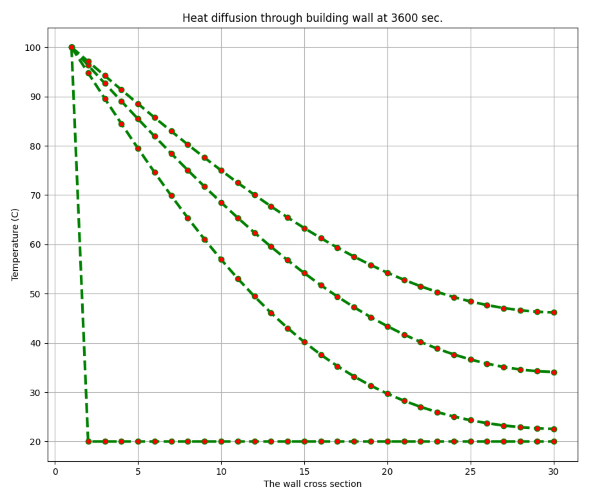 Heat diffusion through building wall at 3600 sec.
Temperature (C)
100
90
80
70
60
50
40
30
20
0 5 10 15 20 25 30
The wall cross section